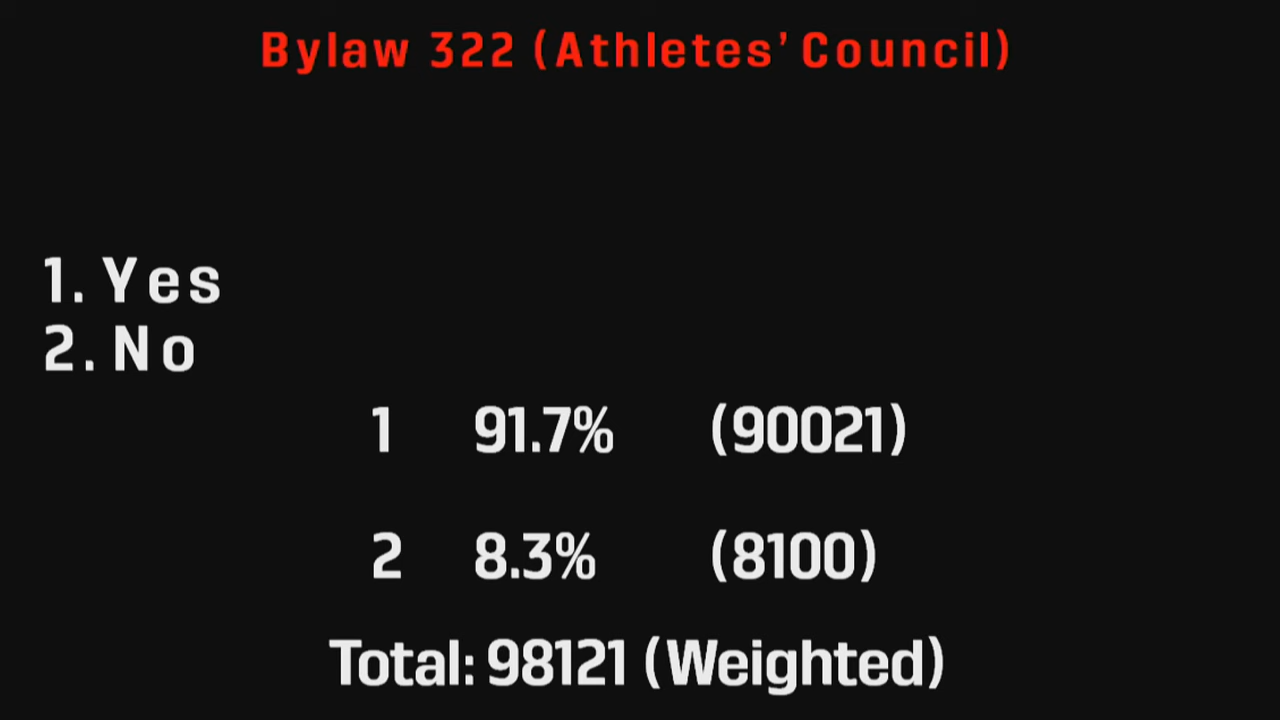 Bylaw 322 (Athletes’ Council)
1. Yes
2. No
1 91.7% (90021)
2 8.3% (8100)
Total: 98121 (Weighted)